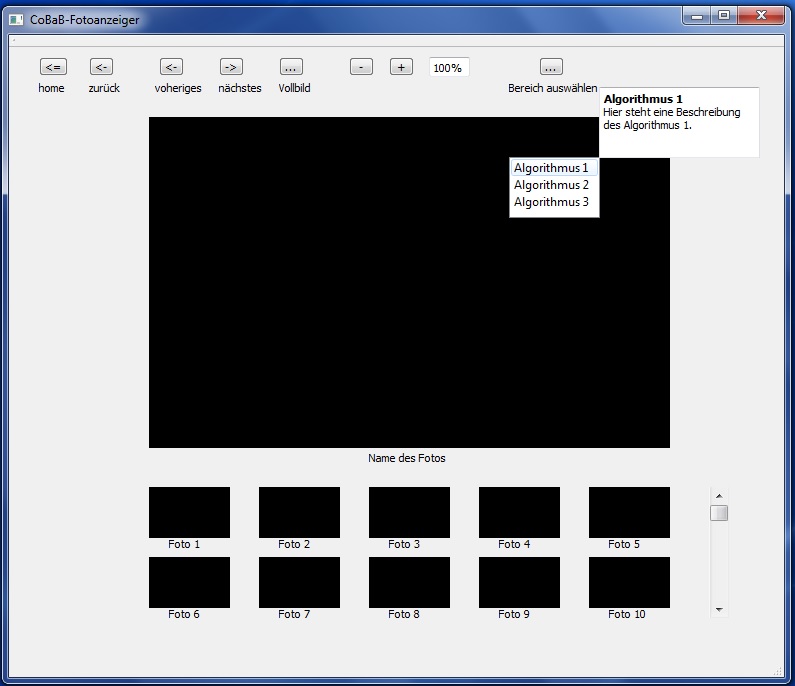 CoBaB-Fotoanzeiger
<= <- <- -> ... - + 100% ...
home zurück voheriges nächstes Vollbild Bereich auswählen
Algorithmus 1
Hier steht eine Beschreibung
des Algorithmus 1.
Algorithmus 1
Algorithmus 2
Algorithmus 3
Name des Fotos
Foto 1 Foto 2 Foto 3 Foto 4 Foto 5
Foto 6 Foto 7 Foto 8 Foto 9 Foto 10